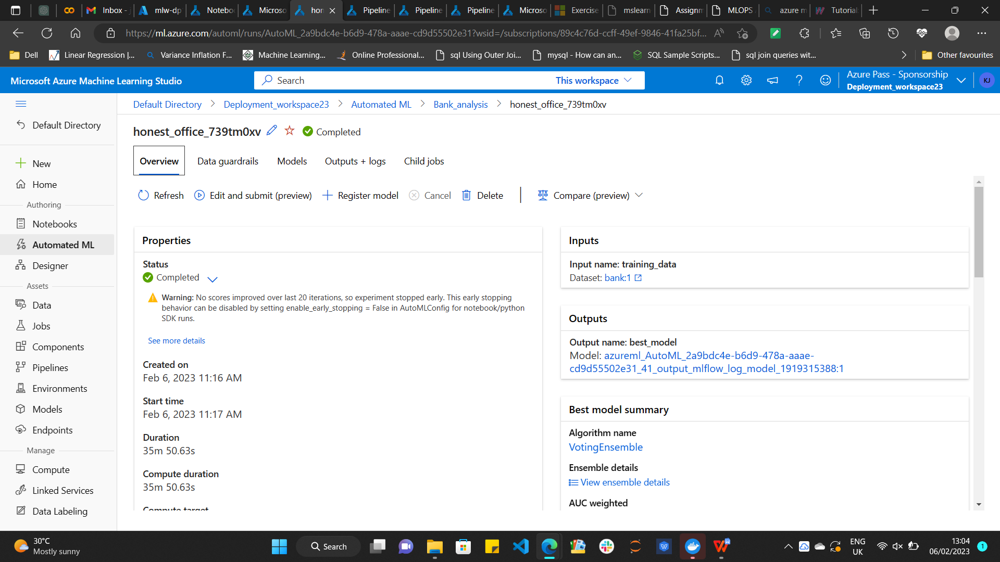 Inbox -
mlw-dp
Notebo
Microso
hon
Pipeline
Pipeline
Pipeline
Microso
Exercise
mslearn
Assignm
MLOPS
azure m
Tutorial
https://ml.azure.com/automl/runs/AutoML_2a9bdc4e-b6d9-478a-aaae-cd9d55502e31?wsid=/subscriptions/89c4c76d-ccff-49ef-9846-41fa25bf...
Dell
Linear Regression |...
Variance Inflation F...
Machine Learning...
Online Professional...
sql Using Outer Joi...
mysql - How can an...
SQL Sample Scripts...
sql join queries wit...
Other favourites
Microsoft Azure Machine Learning Studio
Search
This workspace
Azure Pass - Sponsorship
Deployment_workspace23
KJ
Default Directory
Deployment_workspace23
Automated ML
Bank_analysis
honest_office_739tm0xv
Default Directory
New
Home
Authoring
Notebooks
Automated ML
Designer
Assets
Data
Jobs
Components
Pipelines
Environments
Models
Endpoints
Manage
Compute
Linked Services
Data Labeling
honest_office_739tm0xv
Completed
Overview
Data guardrails
Models
Outputs + logs
Child jobs
Refresh
Edit and submit (preview)
Register model
Cancel
Delete
Compare (preview)
Properties
Status
Completed
Warning: No scores improved over last 20 iterations, so experiment stopped early. This early stopping
behavior can be disabled by setting enable_early_stopping = False in AutoMLConfig for notebook/python
SDK runs.
See more details
Created on
Feb 6, 2023 11:16 AM
Start time
Feb 6, 2023 11:17 AM
Duration
35m 50.63s
Compute duration
35m 50.63s
Compute target
Inputs
Input name: training_data
Dataset: bank:1
Outputs
Output name: best_model
Model: azureml_AutoML_2a9bdc4e-b6d9-478a-aaae-
cd9d55502e31_41_output_mlflow_log_model_1919315388:1
Best model summary
Algorithm name
VotingEnsemble
Ensemble details
View ensemble details
AUC weighted
30°C
Mostly sunny
Search
ENG
UK
13:04
06/02/2023
1